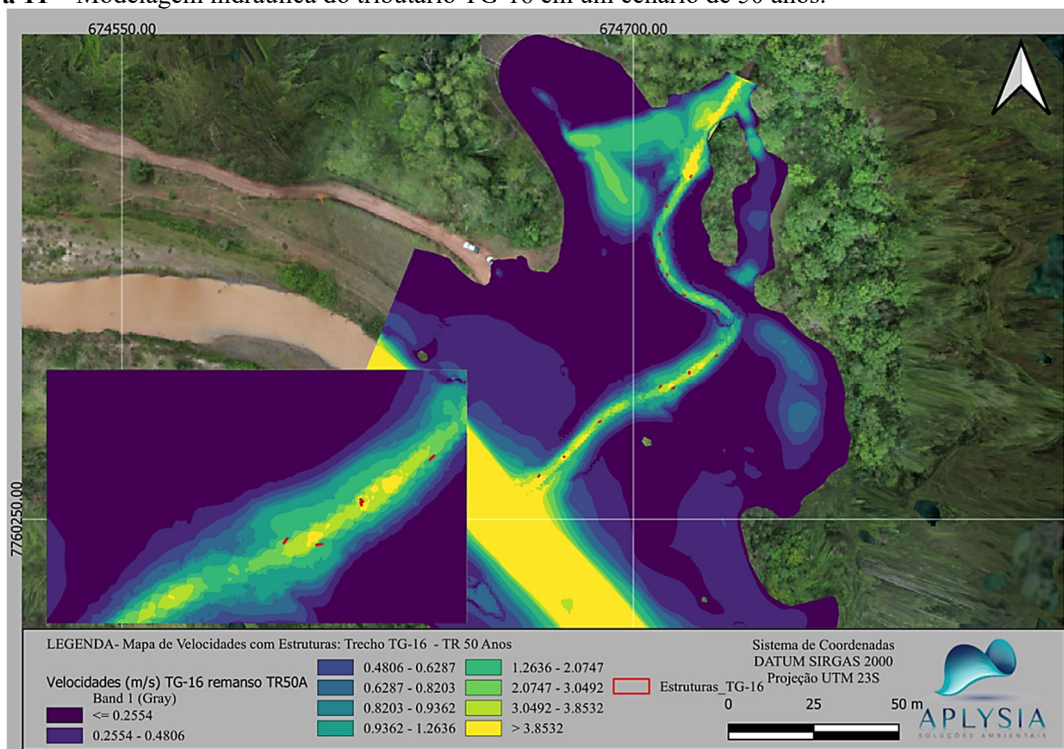 Modelagem hidráulica do tributário TG-16 em um cenário de 50 anos.
674550.00 674700.00
7760250.00
LEGENDA- Mapa de Velocidades com Estruturas: Trecho TG-16 - TR 50 Anos
Velocidades (m/s) TG-16 remanso TR50A
Band 1 (Gray)
<= 0.2554
0.2554 - 0.4806
0.4806 - 0.6287
0.6287 - 0.8203
0.8203 - 0.9362
0.9362 - 1.2636
1.2636 - 2.0747
2.0747 - 3.0492
3.0492 - 3.8532
> 3.8532
Estruturas_TG-16
Sistema de Coordenadas
DATUM SIRGAS 2000
Projeção UTM 23S
0 25 50 m
APLYSIA
SOLUÇÕES AMBIENTAIS